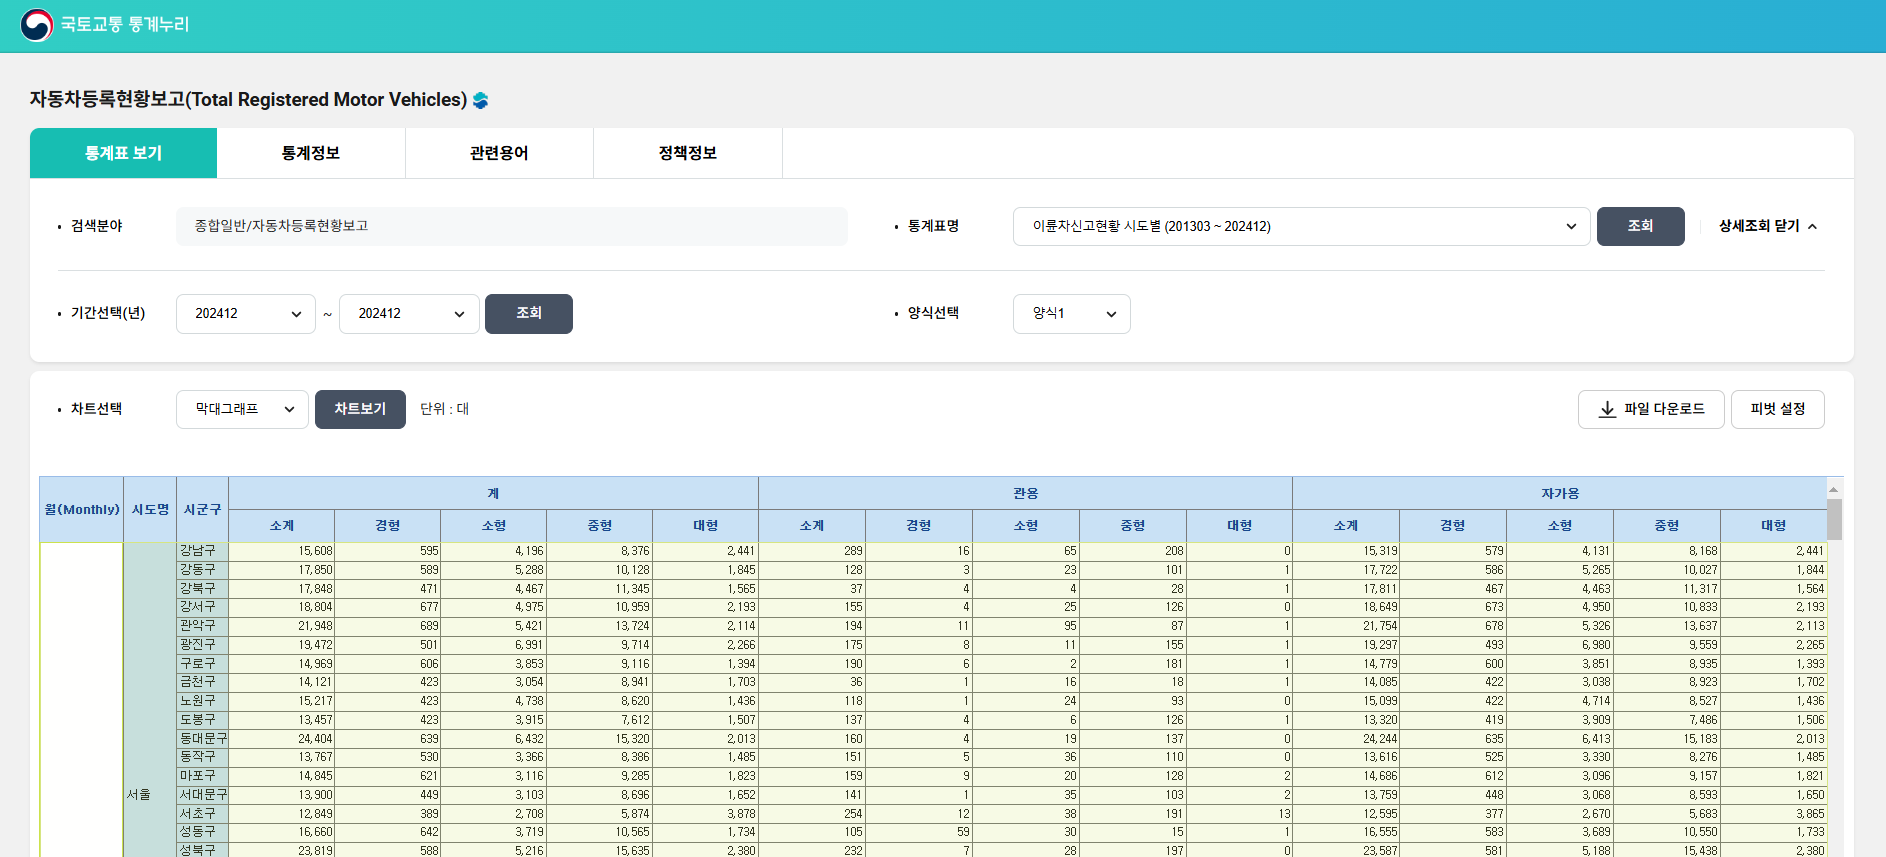 국토교통 통계누리
자동차등록현황보고(Total Registered Motor Vehicles)
통계표 보기 통계정보 관련용어 정책정보
• 검색분야 종합일반/자동차등록현황보고 • 통계표명 이륜차신고현황 시도별 (201303 ~ 202412) 조회 상세조회 닫기
• 기간선택(년) 202412 ~ 202412 조회 • 양식선택 양식1
• 차트선택 막대그래프 차트보기 단위 : 대 파일 다운로드 피벗 설정
월(Monthly) 시도명 시군구 계 관용 자가용
소계 경형 소형 중형 대형 소계 경형 소형 중형 대형 소계 경형 소형 중형 대형
강남구 15,608 595 4,196 8,376 2,441 289 16 65 208 0 15,319 579 4,131 8,168 2,441
강동구 17,850 589 5,288 10,128 1,845 128 3 23 101 1 17,722 586 5,265 10,027 1,844
강북구 17,848 471 4,467 11,345 1,565 37 4 4 28 1 17,811 467 4,463 11,317 1,564
강서구 18,804 677 4,975 10,959 2,193 155 4 25 126 0 18,649 673 4,950 10,833 2,193
관악구 21,948 689 5,421 13,724 2,114 194 11 95 87 1 21,754 678 5,326 13,637 2,113
광진구 19,472 501 6,991 9,714 2,266 175 8 11 155 1 19,297 493 6,980 9,559 2,265
구로구 14,969 606 3,853 9,116 1,394 190 6 2 181 1 14,779 600 3,851 8,935 1,393
금천구 14,121 423 3,054 8,941 1,703 36 1 16 18 1 14,085 422 3,038 8,923 1,702
노원구 15,217 423 4,738 8,620 1,436 118 1 24 93 0 15,099 422 4,714 8,527 1,436
도봉구 13,457 423 3,915 7,612 1,507 137 4 6 126 1 13,320 419 3,909 7,486 1,506
동대문구 24,404 639 6,432 15,320 2,013 160 4 19 137 0 24,244 635 6,413 15,183 2,013
동작구 13,767 530 3,366 8,386 1,485 151 5 36 110 0 13,616 525 3,330 8,276 1,485
마포구 14,845 621 3,116 9,285 1,823 159 9 20 128 2 14,686 612 3,096 9,157 1,821
서울 서대문구 13,900 449 3,103 8,696 1,652 141 1 35 103 2 13,759 448 3,068 8,593 1,650
서초구 12,849 389 2,708 5,874 3,878 254 12 38 191 13 12,595 377 2,670 5,683 3,865
성동구 16,660 642 3,719 10,565 1,734 105 59 30 15 1 16,555 583 3,689 10,550 1,733
성북구 23,819 588 5,216 15,635 2,380 232 7 28 197 0 23,587 581 5,188 15,438 2,380